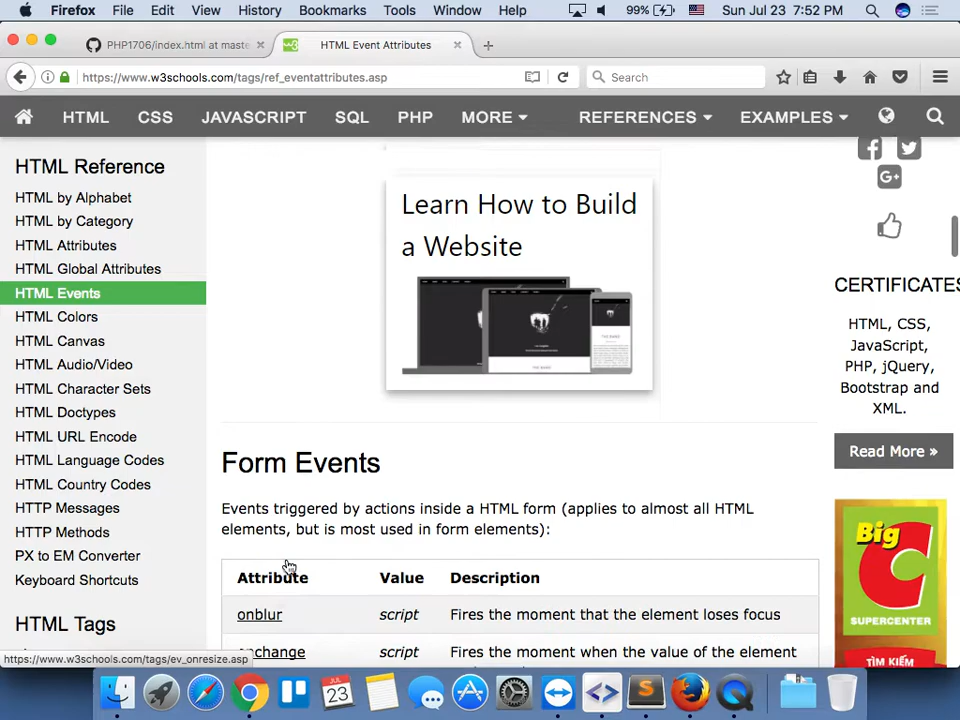 Firefox File Edit View History Bookmarks Tools Window Help 99% Sun Jul 23 7:52 PM
PHP1706/index.html at maste × HTML Event Attributes × +
https://www.w3schools.com/tags/ref_eventattributes.asp Search
HTML CSS JAVASCRIPT SQL PHP MORE REFERENCES EXAMPLES
HTML Reference
HTML by Alphabet
HTML by Category
HTML Attributes
HTML Global Attributes
HTML Events
HTML Colors
HTML Canvas
HTML Audio/Video
HTML Character Sets
HTML Doctypes
HTML URL Encode
HTML Language Codes
HTML Country Codes
HTTP Messages
HTTP Methods
PX to EM Converter
Keyboard Shortcuts
HTML Tags
https://www.w3schools.com/tags/ev_onresize.asp
Learn How to Build
a Website
Form Events
Events triggered by actions inside a HTML form (applies to almost all HTML
elements, but is most used in form elements):
Attribute Value Description
onblur script Fires the moment that the element loses focus
onchange script Fires the moment when the value of the element
G+
CERTIFICATES
HTML, CSS,
JavaScript,
PHP, jQuery,
Bootstrap and
XML.
Read More »
Big
C
SUPERCENTER
TÌM KIẾM
JUL
23